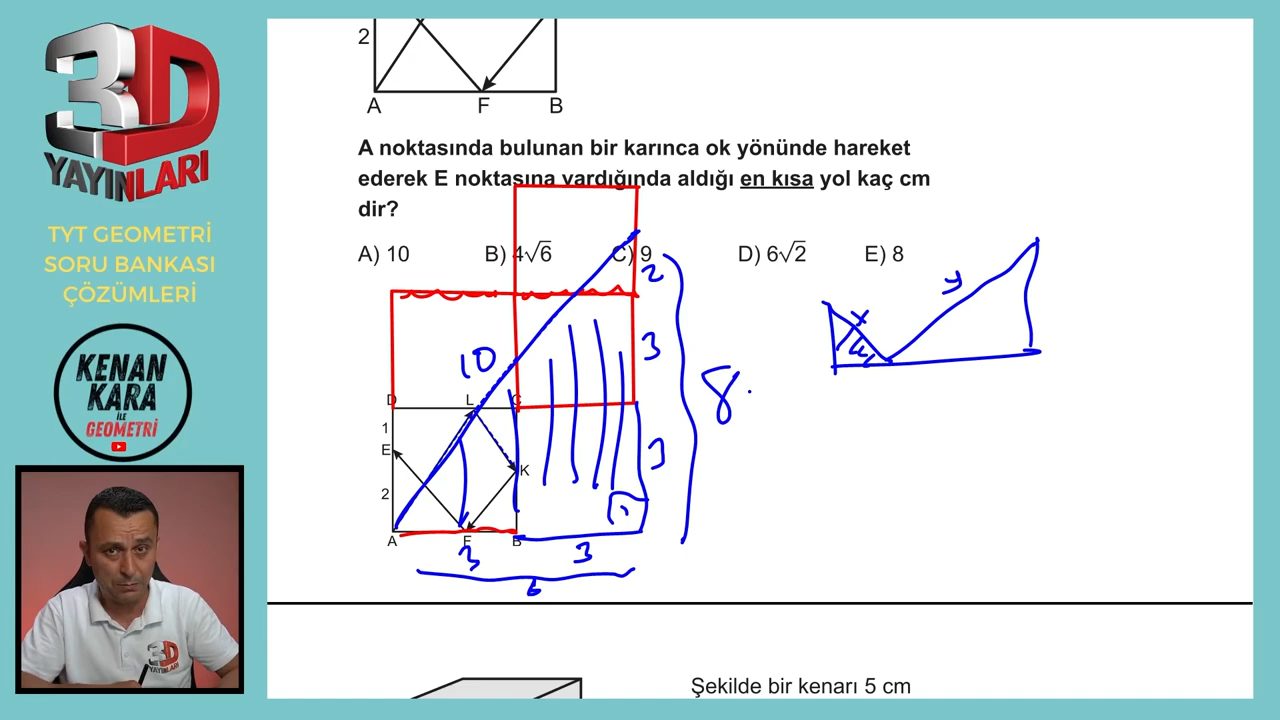 3D
YAYINLARI
TYT GEOMETRİ
SORU BANKASI
ÇÖZÜMLERİ
KENAN
KARA
İLE
GEOMETRİ
3D
YAYINLARI
2
A F B
A noktasında bulunan bir karınca ok yönünde hareket
ederek E noktasına vardığında aldığı en kısa yol kaç cm
dir?
A) 10 B) 4√6 C) 9 D) 6√2 E) 8
2
3
10
8
D L C
1
E
K
3
2
A F B
3 3
6
x
y
Şekilde bir kenarı 5 cm